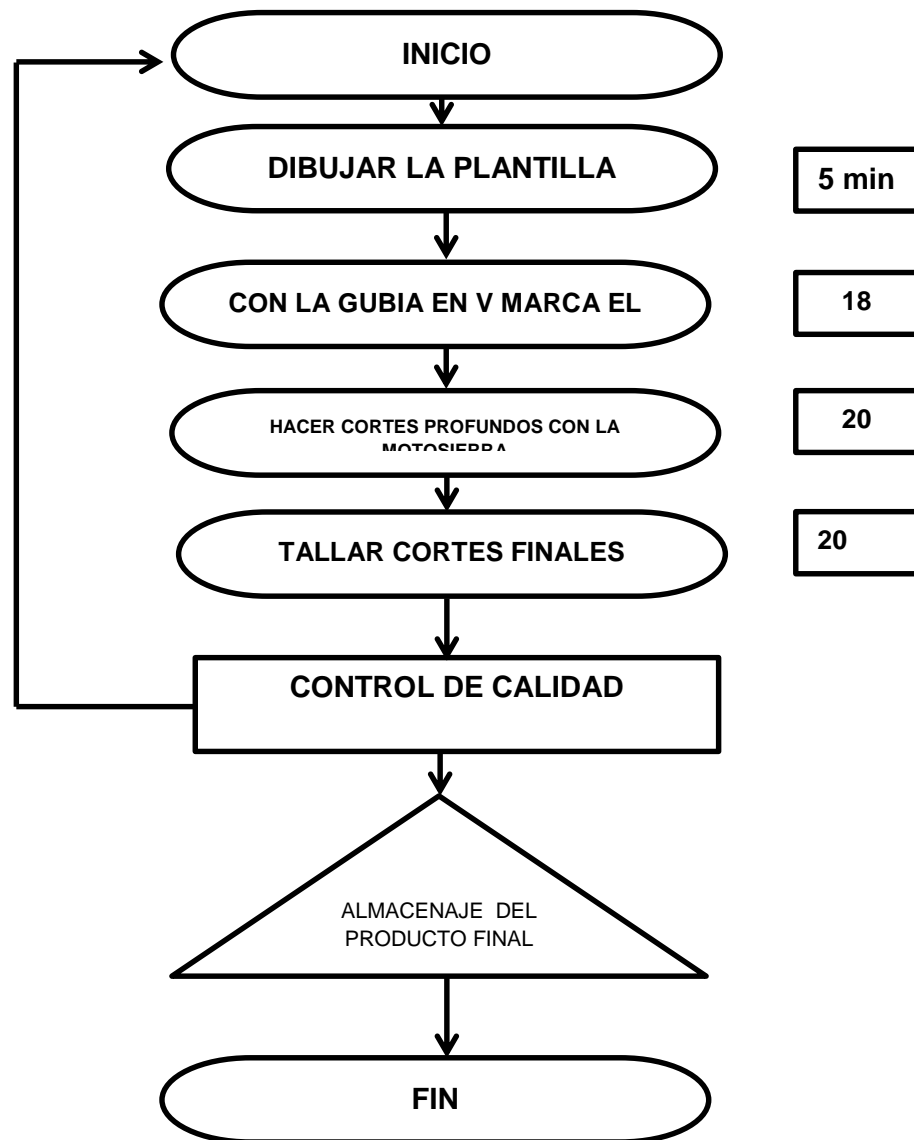 INICIO
DIBUJAR LA PLANTILLA
5 min
CON LA GUBIA EN V MARCA EL
18
HACER CORTES PROFUNDOS CON LA
MOTOSIERRA
20
TALLAR CORTES FINALES
20
CONTROL DE CALIDAD
ALMACENAJE DEL
PRODUCTO FINAL
FIN